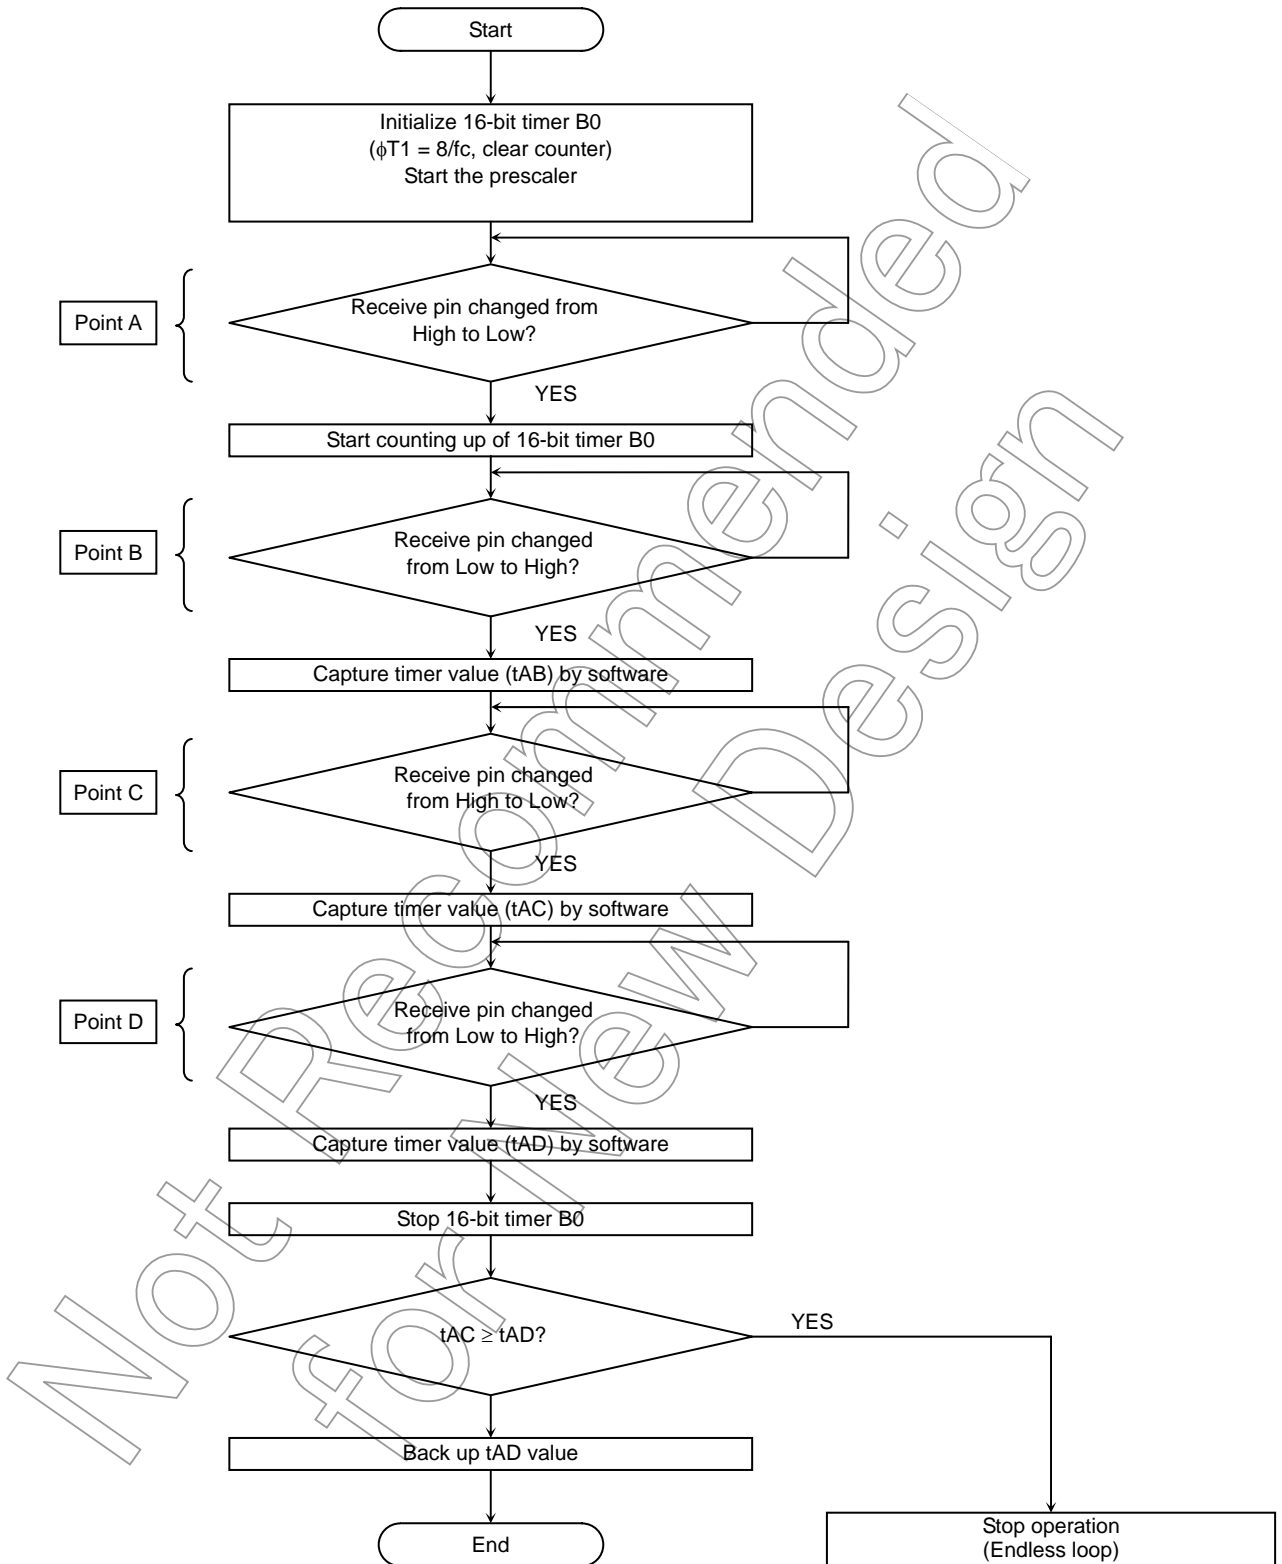 Start
Initialize 16-bit timer B0
(ϕT1 = 8/fc, clear counter)
Start the prescaler
Point A
Receive pin changed from
High to Low?
YES
Start counting up of 16-bit timer B0
Point B
Receive pin changed
from Low to High?
YES
Capture timer value (tAB) by software
Point C
Receive pin changed
from High to Low?
YES
Capture timer value (tAC) by software
Point D
Receive pin changed
from Low to High?
YES
Capture timer value (tAD) by software
Stop 16-bit timer B0
tAC ≥ tAD?
YES
Back up tAD value
End
Stop operation
(Endless loop)
Not Recommended
for New Design